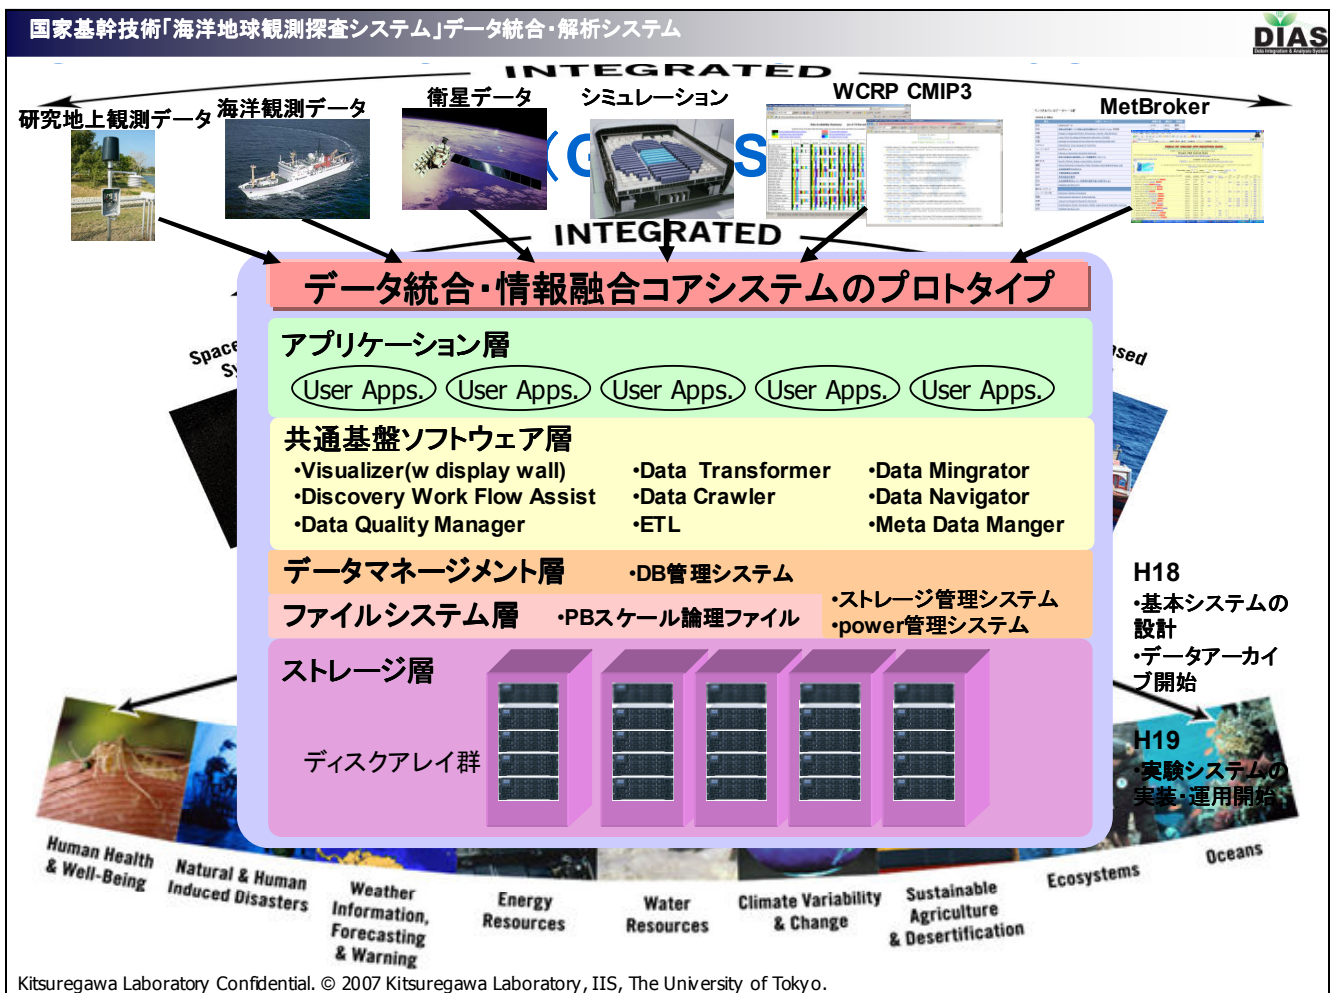 国家基幹技術「海洋地球観測探査システム」データ統合・解析システム
DIAS
Data Integration & Analysis System
INTEGRATED
研究地上観測データ
海洋観測データ
衛星データ
シミュレーション
WCRP CMIP3
MetBroker
(G
S
INTEGRATED
データ統合・情報融合コアシステムのプロトタイプ
Space
Sy
ased
アプリケーション層
User Apps. User Apps. User Apps. User Apps. User Apps.
共通基盤ソフトウェア層
・Visualizer(w display wall)
・Discovery Work Flow Assist
・Data Quality Manager
・Data Transformer
・Data Crawler
・ETL
・Data Mingrator
・Data Navigator
・Meta Data Manger
データマネージメント層
・DB管理システム
ファイルシステム層
・PBスケール論理ファイル
・ストレージ管理システム
・power管理システム
ストレージ層
ディスクアレイ群
H18
・基本システムの
設計
・データアーカイ
ブ開始
H19
・実験システムの
実装・運用開始
Human Health
& Well-Being
Natural & Human
Induced Disasters
Weather
Information,
Forecasting
& Warning
Energy
Resources
Water
Resources
Climate Variability
& Change
Sustainable
Agriculture
& Desertification
Ecosystems
Oceans
Kitsuregawa Laboratory Confidential. © 2007 Kitsuregawa Laboratory, IIS, The University of Tokyo.